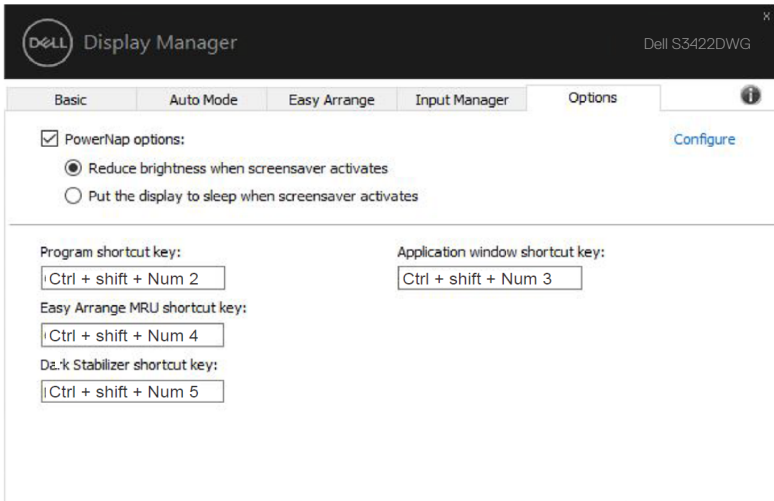 x
DELL Display Manager Dell S3422DWG
Basic Auto Mode Easy Arrange Input Manager Options i
PowerNap options: Configure
Reduce brightness when screensaver activates
Put the display to sleep when screensaver activates
Program shortcut key: Application window shortcut key:
Ctrl + shift + Num 2 Ctrl + shift + Num 3
Easy Arrange MRU shortcut key:
Ctrl + shift + Num 4
Dark Stabilizer shortcut key:
Ctrl + shift + Num 5